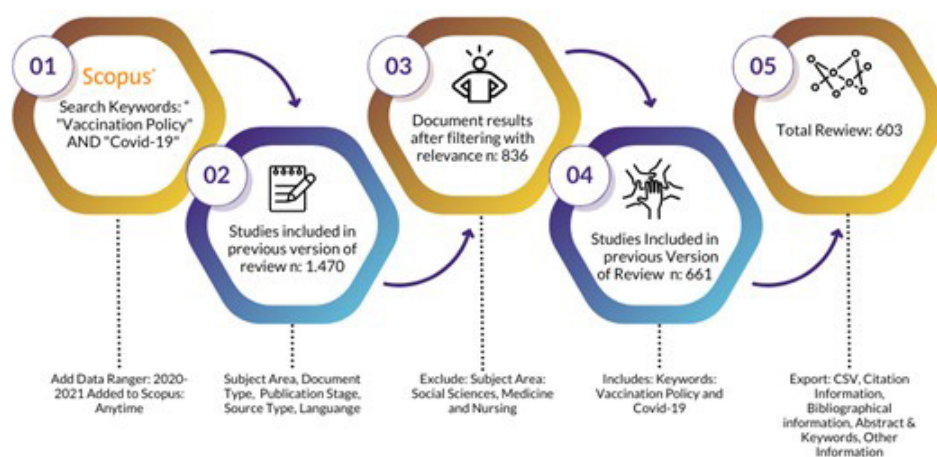 01
Scopus
Search Keywords: "
"Vaccination Policy"
AND "Covid-19"
02
Studies included in
previous version of
review n: 1.470
03
Document results
after filtering with
relevance n: 836
04
Studies Included in
previous Version
of Review n: 661
05
Total Rewiew: 603
Add Data Ranger: 2020-
2021 Added to Scopus:
Anytime
Subject Area, Document
Type, Publication Stage,
Source Type, Languange
Exclude: Subject Area:
Social Sciences, Medicine
and Nursing
Includes: Keywords:
Vaccination Policy and
Covid-19
Export: CSV, Citation
Information,
Bibliographical
information, Abstract &
Keywords, Other
Information